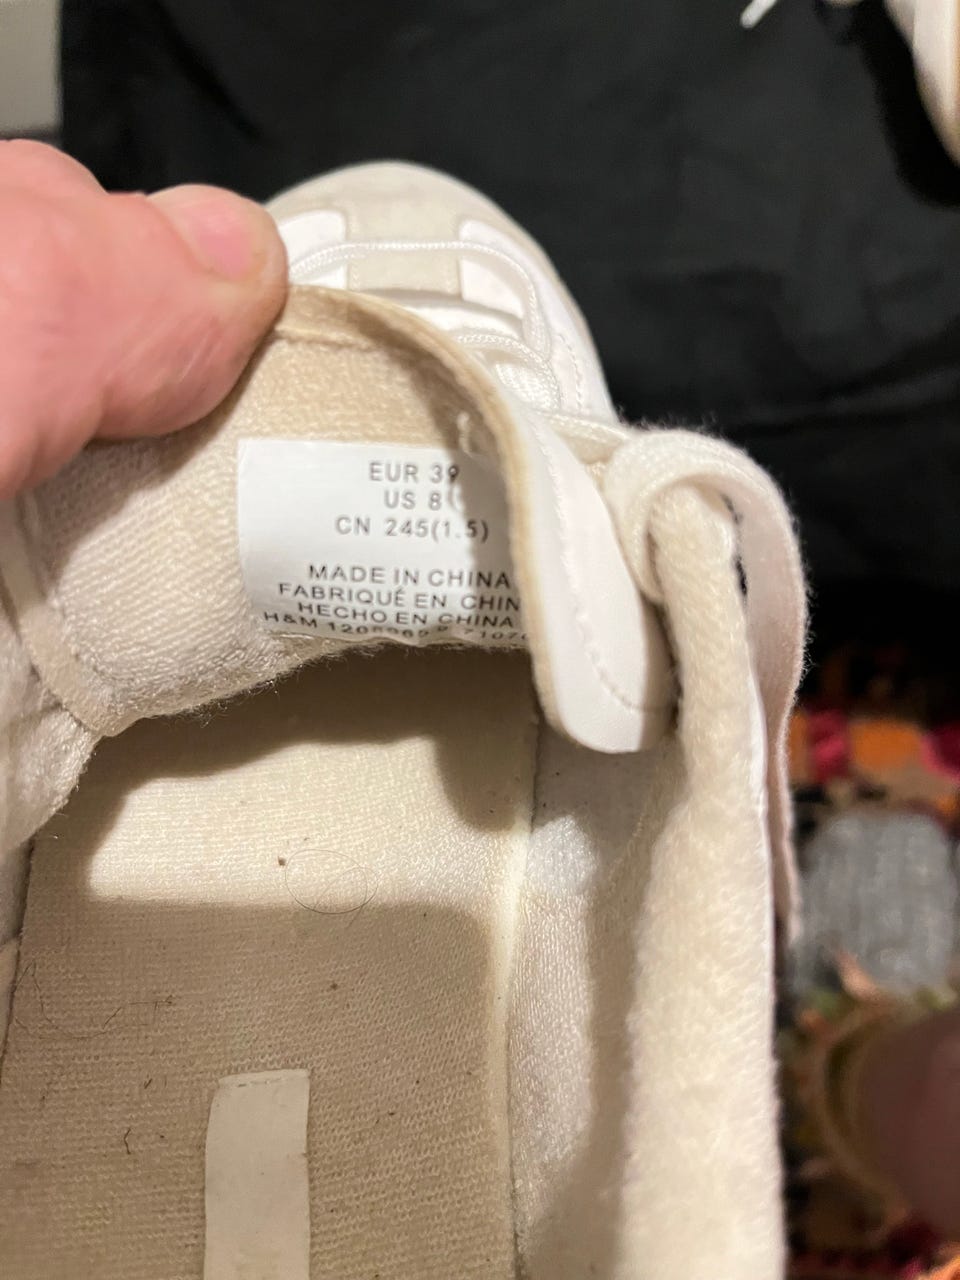 EUR 39
US 8
CN 245(1.5)
MADE IN CHINA
FABRIQUÉ EN CHIN
HECHO EN CHINA
H&M